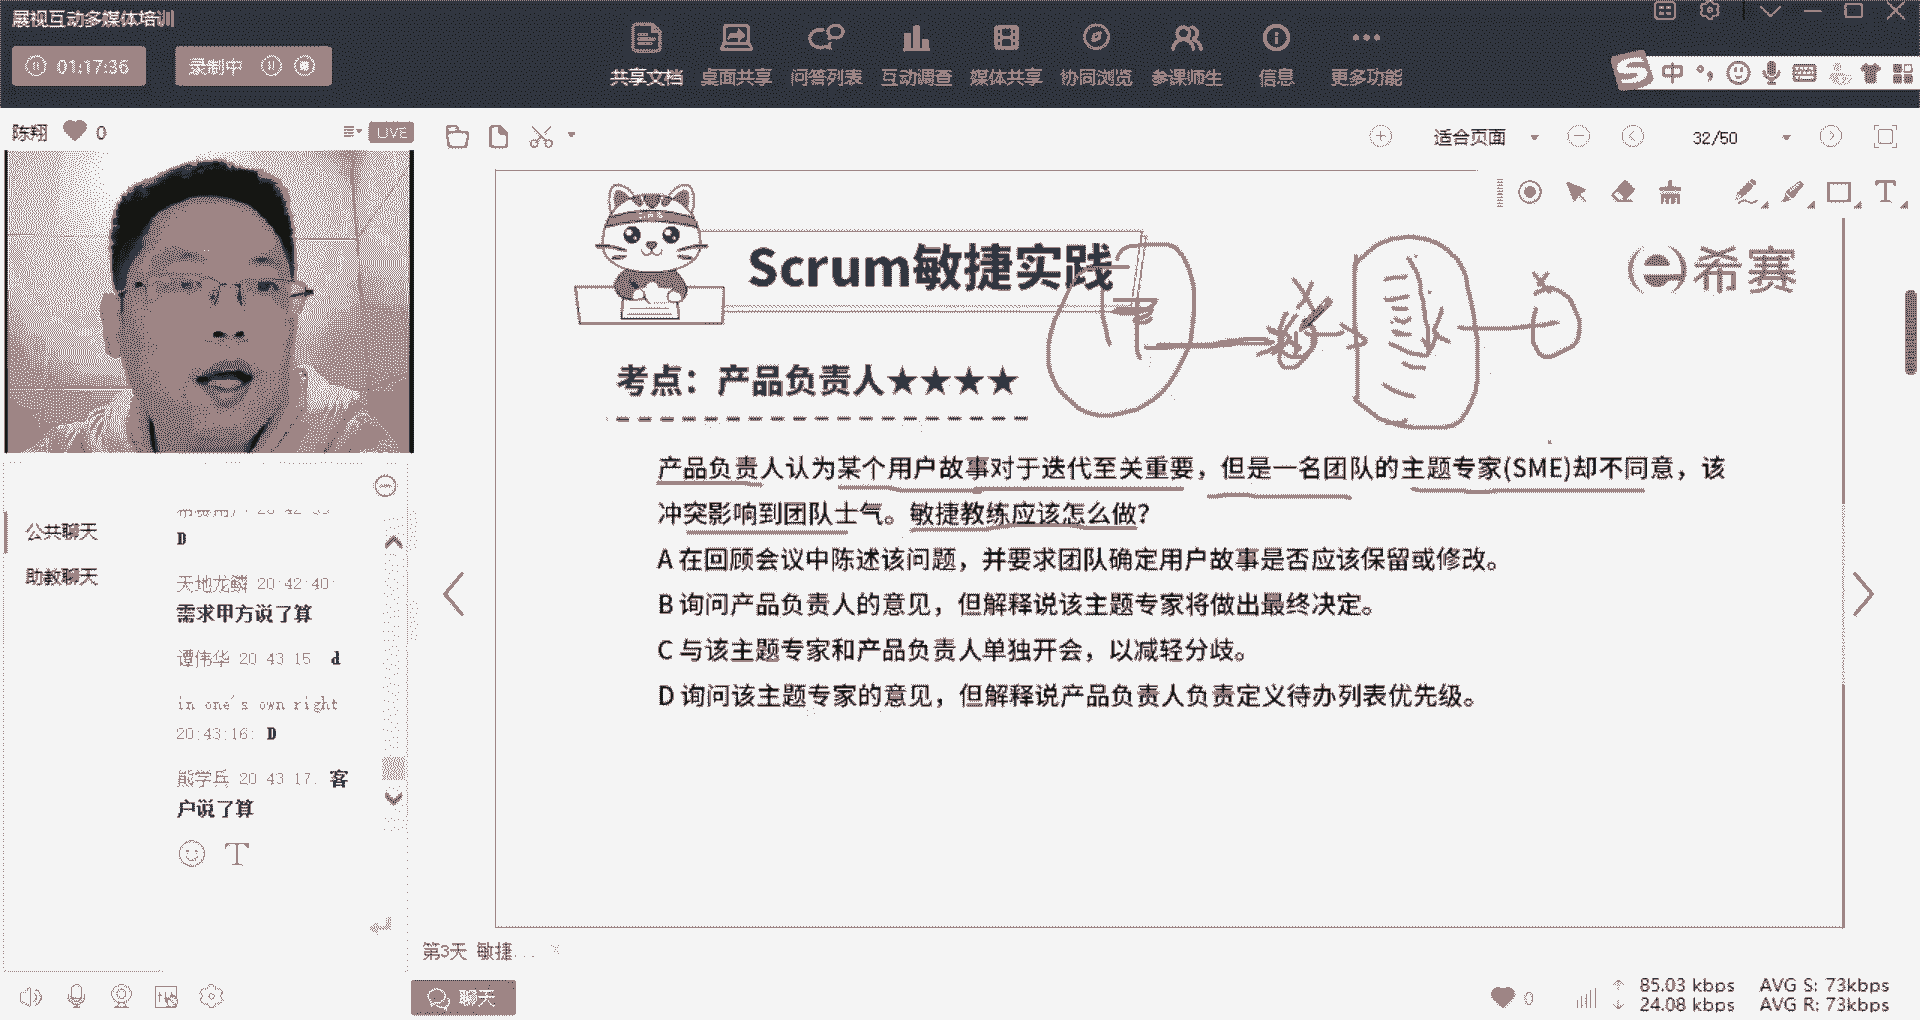 展视互动多媒体培训
01:17:36
录制中
共享文档 桌面共享 问答列表 互动调查 媒体共享 协同浏览 参课师生 信息 更多功能
中
陈翔 0
LIVE
适合页面
32/50
Scrum敏捷实践
希赛
考点：产品负责人★★★★
产品负责人认为某个用户故事对于迭代至关重要，但是一名团队的主题专家(SME)却不同意，该
冲突影响到团队士气。敏捷教练应该怎么做?
A 在回顾会议中陈述该问题，并要求团队确定用户故事是否应该保留或修改。
B 询问产品负责人的意见，但解释说该主题专家将做出最终决定。
C 与该主题专家和产品负责人单独开会，以减轻分歧。
D 询问该主题专家的意见，但解释说产品负责人负责定义待办列表优先级。
公共聊天
助教聊天
D
天地龙鳞 20:42:40
需求甲方说了算
谭伟华 20:43:15 d
in one's own right
20:43:16: D
熊学兵 20:43:17. 客
户说了算
第3天 敏捷...
聊天
0
85.03 kbps AVG S: 73kbps
24.08 kbps AVG R: 73kbps